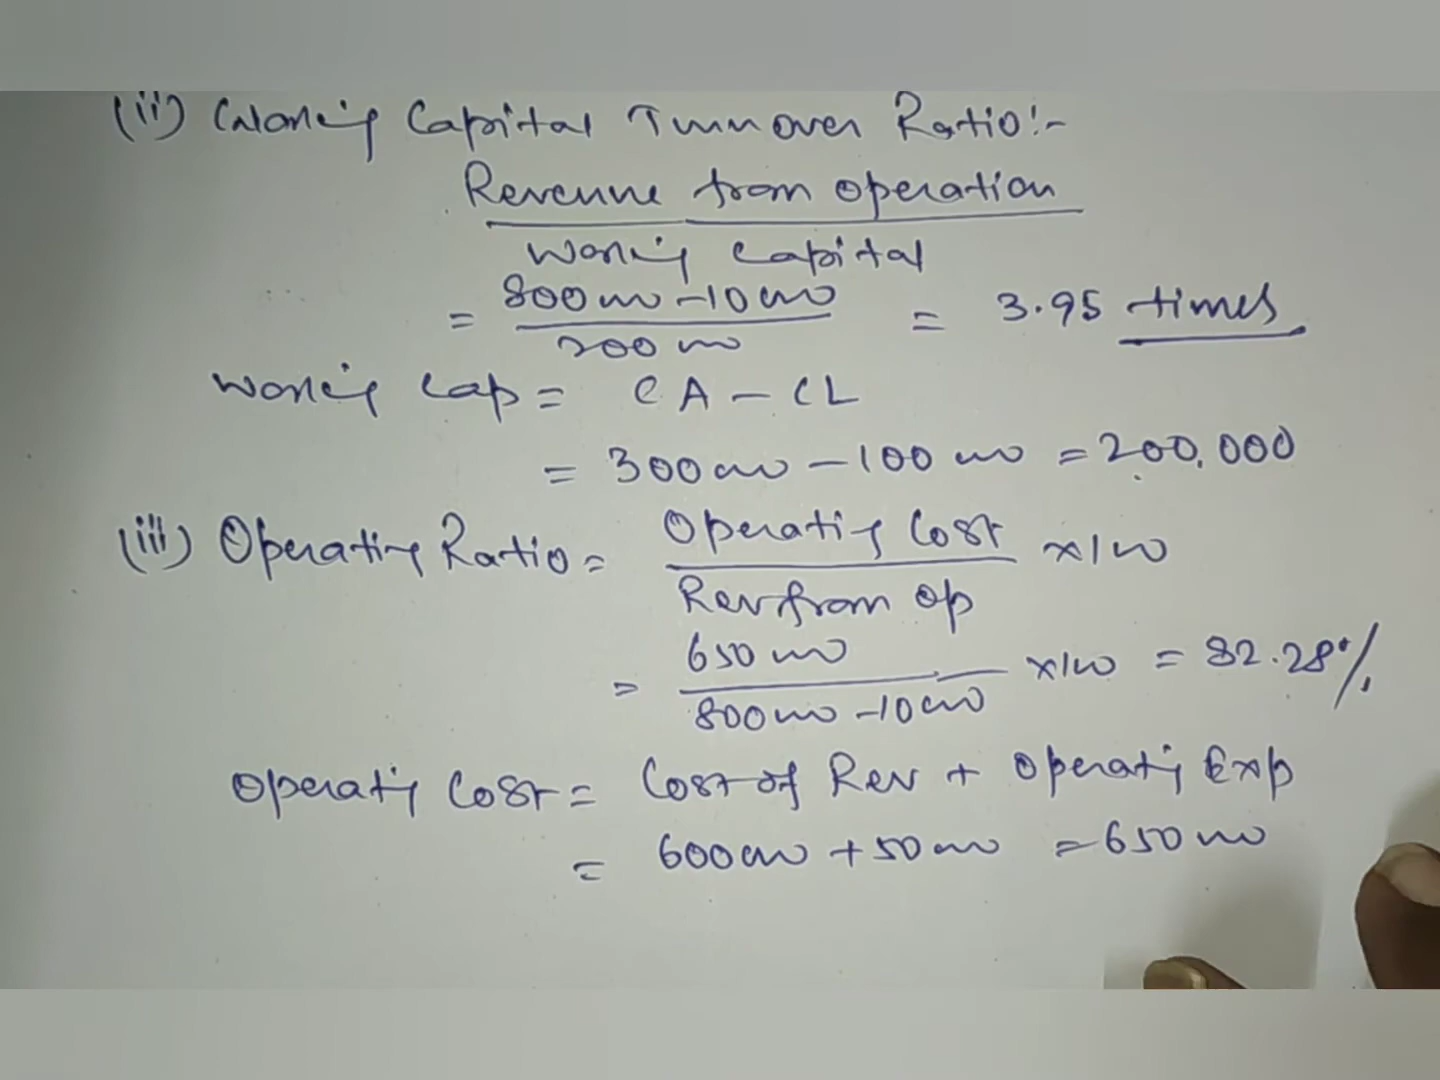 (ii) Working Capital Turnover Ratio:-
Revenue from operation
Working Capital
= 800000 - 10000 = 3.95 times
200000
Working Cap = CA - CL
= 300000 - 100000 = 200,000
(iii) Operating Ratio = Operating Cost x100
Rev from op
= 650000 x100 = 82.28%
800000 - 10000
Operating Cost = Cost of Rev + Operating Exp
= 600000 + 50000 = 650000